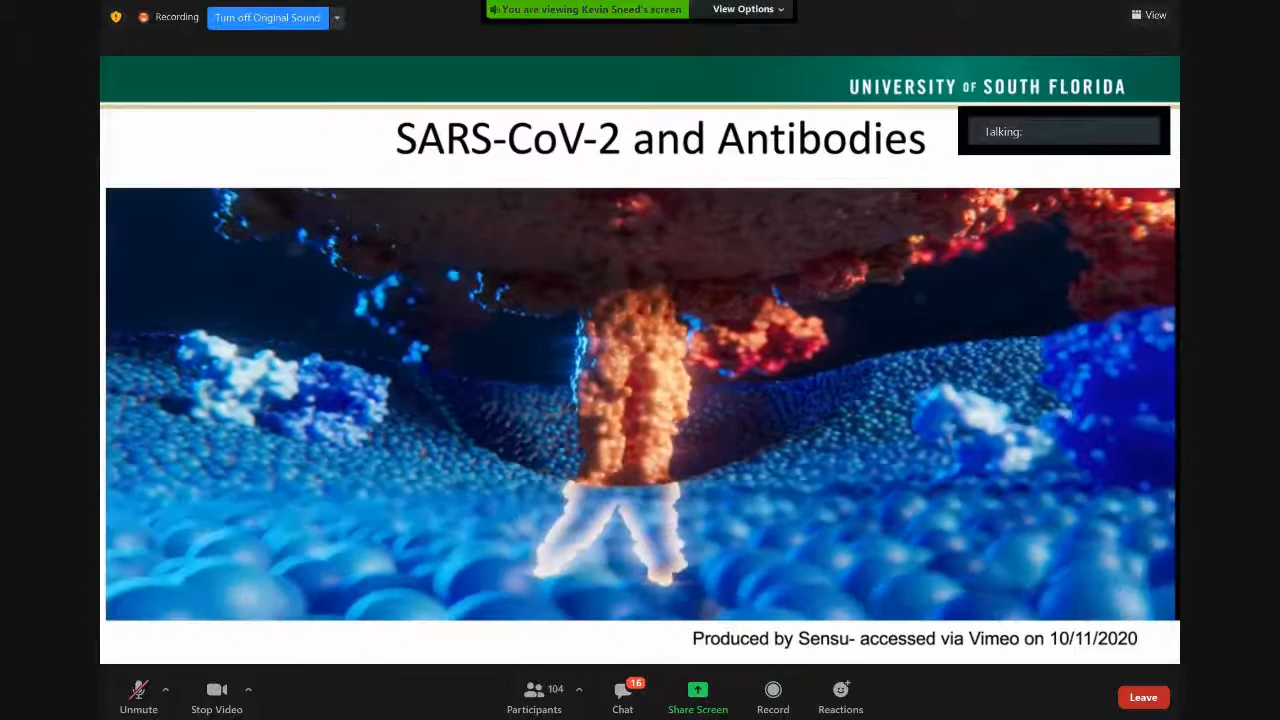 Recording
Turn off Original Sound
You are viewing Kevin Sneed's screen
View Options
View
UNIVERSITY OF SOUTH FLORIDA
SARS-CoV-2 and Antibodies
Talking:
Produced by Sensu- accessed via Vimeo on 10/11/2020
Unmute
Stop Video
104
Participants
16
Chat
Share Screen
Record
Reactions
Leave